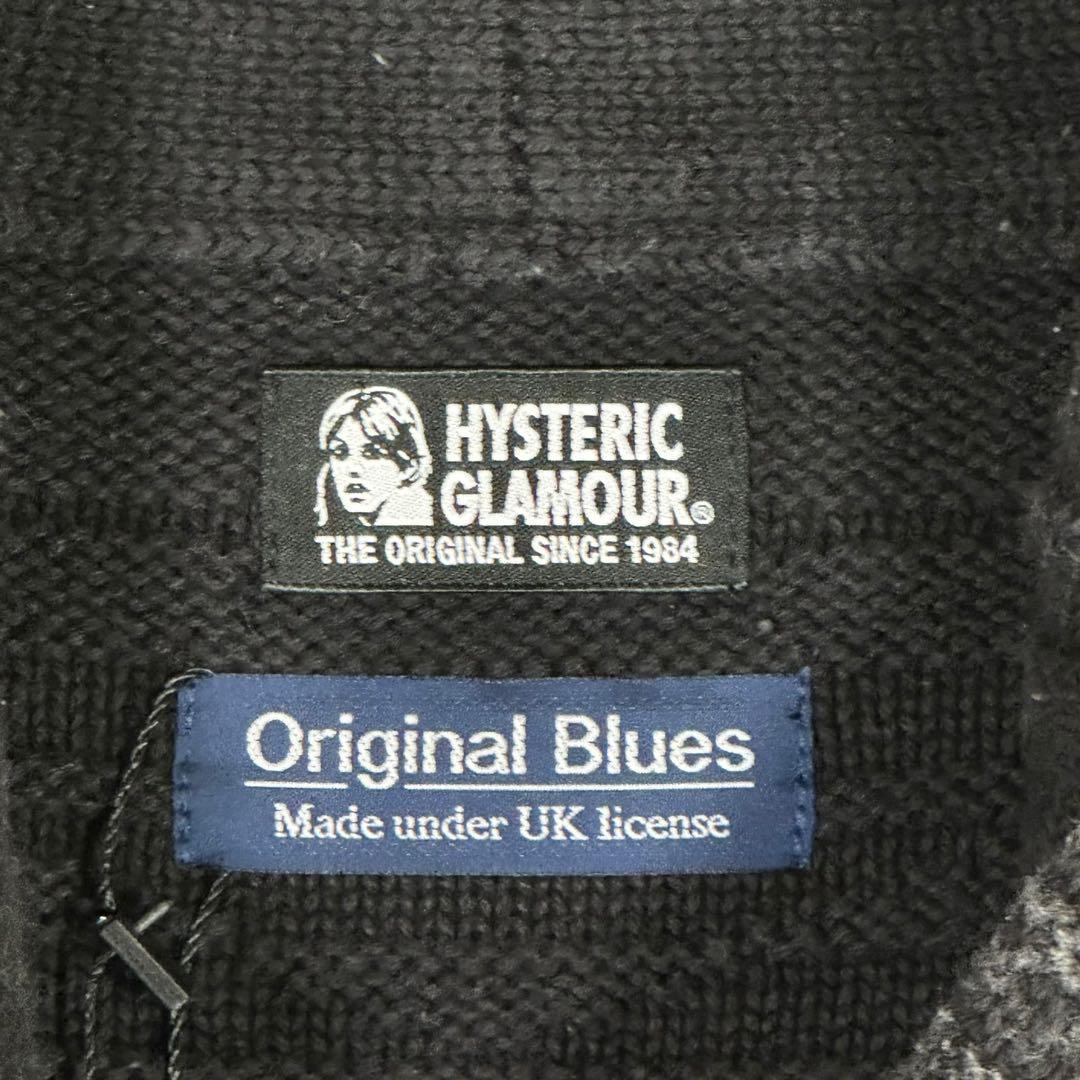 HYSTERIC
GLAMOUR®
THE ORIGINAL SINCE 1984
Original Blues
Made under UK license